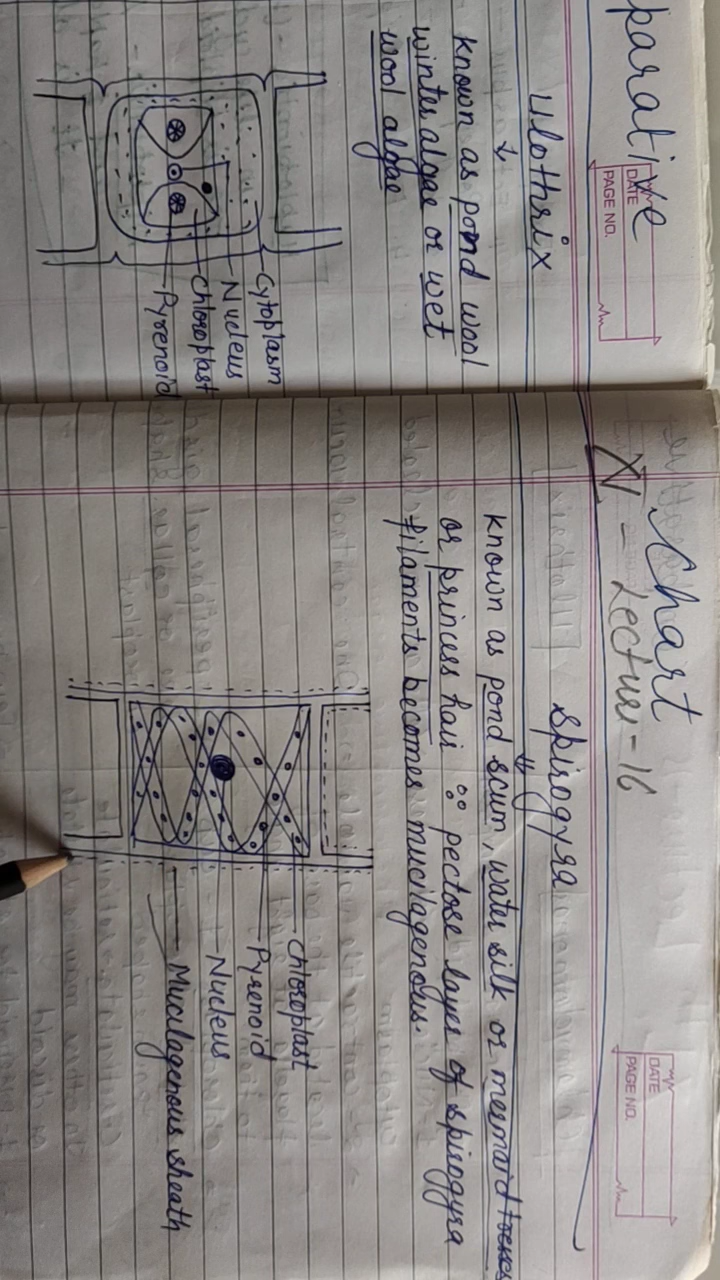 parative
DATE
PAGE NO.
Ulothrix
↓
known as pond wool
winter algae or wet
wool algae
Cytoplasm
Nucleus
Chloroplast
Pyrenoid
Chart
XI - Lecture-16
DATE
PAGE NO.
Spirogyra
↓
known as pond scum, water silk or mermaid
or princess hair ∵ pectose layer of spirogyra
filaments becomes mucilagenous.
Chloroplast
Pyrenoid
Nucleus
Mucilagenous sheath